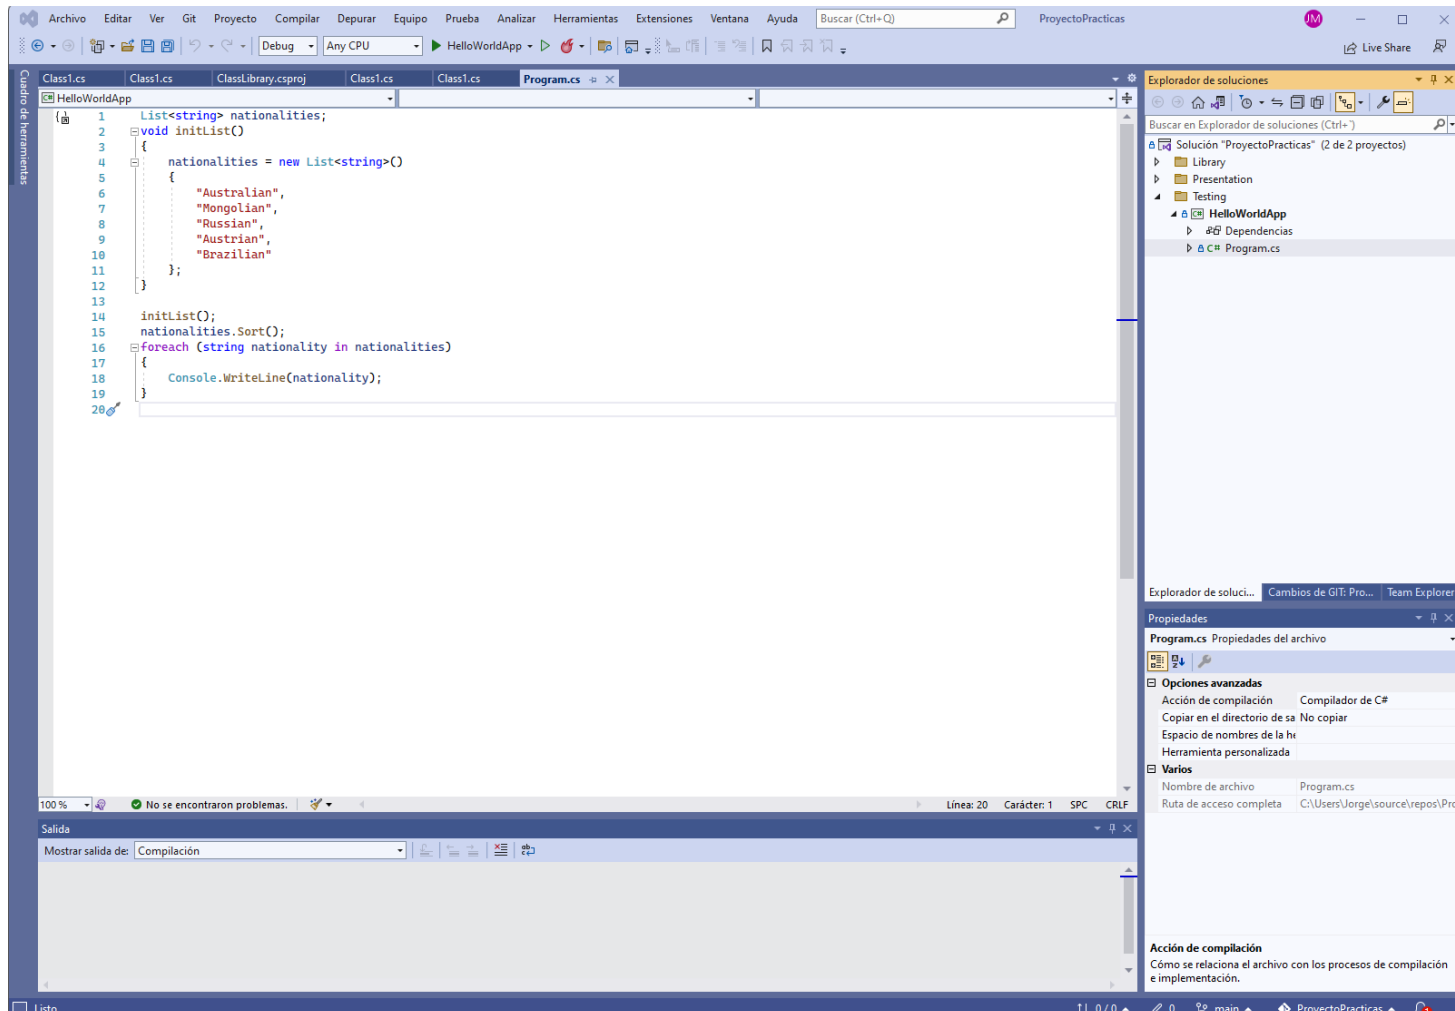 Archivo Editar Ver Git Proyecto Compilar Depurar Equipo Prueba Analizar Herramientas Extensiones Ventana Ayuda Buscar (Ctrl+Q) ProyectoPracticas JM
Debug Any CPU HelloWorldApp Live Share
Cuadro de herramientas
Class1.cs Class1.cs ClassLibrary.csproj Class1.cs Class1.cs Program.cs
C# HelloWorldApp
1 List<string> nationalities;
2 void initList()
3 {
4 nationalities = new List<string>()
5 {
6 "Australian",
7 "Mongolian",
8 "Russian",
9 "Austrian",
10 "Brazilian"
11 };
12 }
13
14 initList();
15 nationalities.Sort();
16 foreach (string nationality in nationalities)
17 {
18 Console.WriteLine(nationality);
19 }
20
100 % No se encontraron problemas. Línea: 20 Carácter: 1 SPC CRLF
Salida
Mostrar salida de: Compilación
Explorador de soluciones
Buscar en Explorador de soluciones (Ctrl+´)
Solución "ProyectoPracticas" (2 de 2 proyectos)
Library
Presentation
Testing
C# HelloWorldApp
Dependencias
C# Program.cs
Explorador de soluci... Cambios de GIT: Pro... Team Explorer
Propiedades
Program.cs Propiedades del archivo
Opciones avanzadas
Acción de compilación Compilador de C#
Copiar en el directorio de sa No copiar
Espacio de nombres de la he
Herramienta personalizada
Varios
Nombre de archivo Program.cs
Ruta de acceso completa C:\Users\Jorge\source\repos\Pro
Acción de compilación
Cómo se relaciona el archivo con los procesos de compilación
e implementación.
Listo 0 / 0 0 main ProyectoPracticas